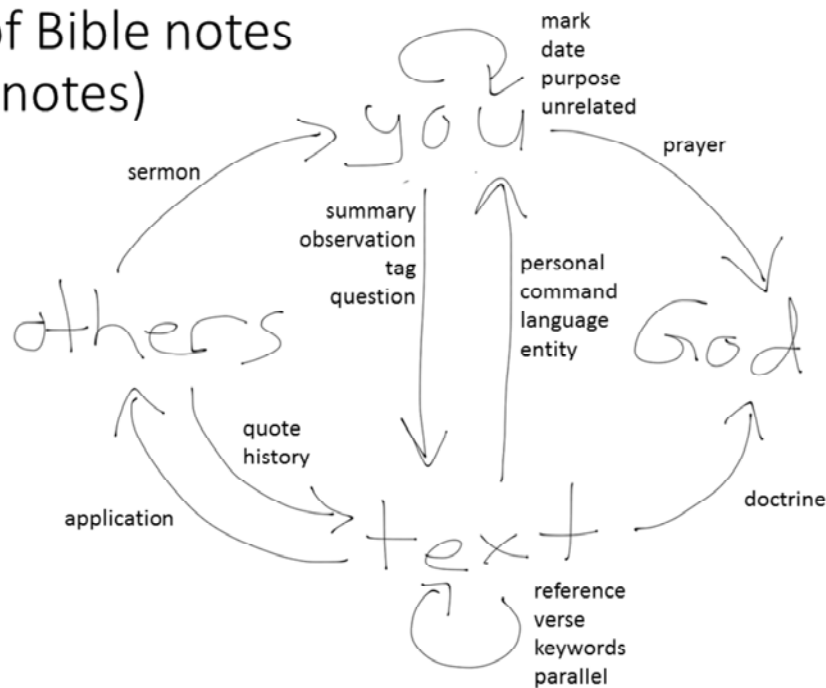 of Bible notes
notes)
mark
date
purpose
unrelated
you
prayer
sermon
summary
observation
tag
question
personal
command
language
entity
others
God
quote
history
application
text
doctrine
reference
verse
keywords
parallel